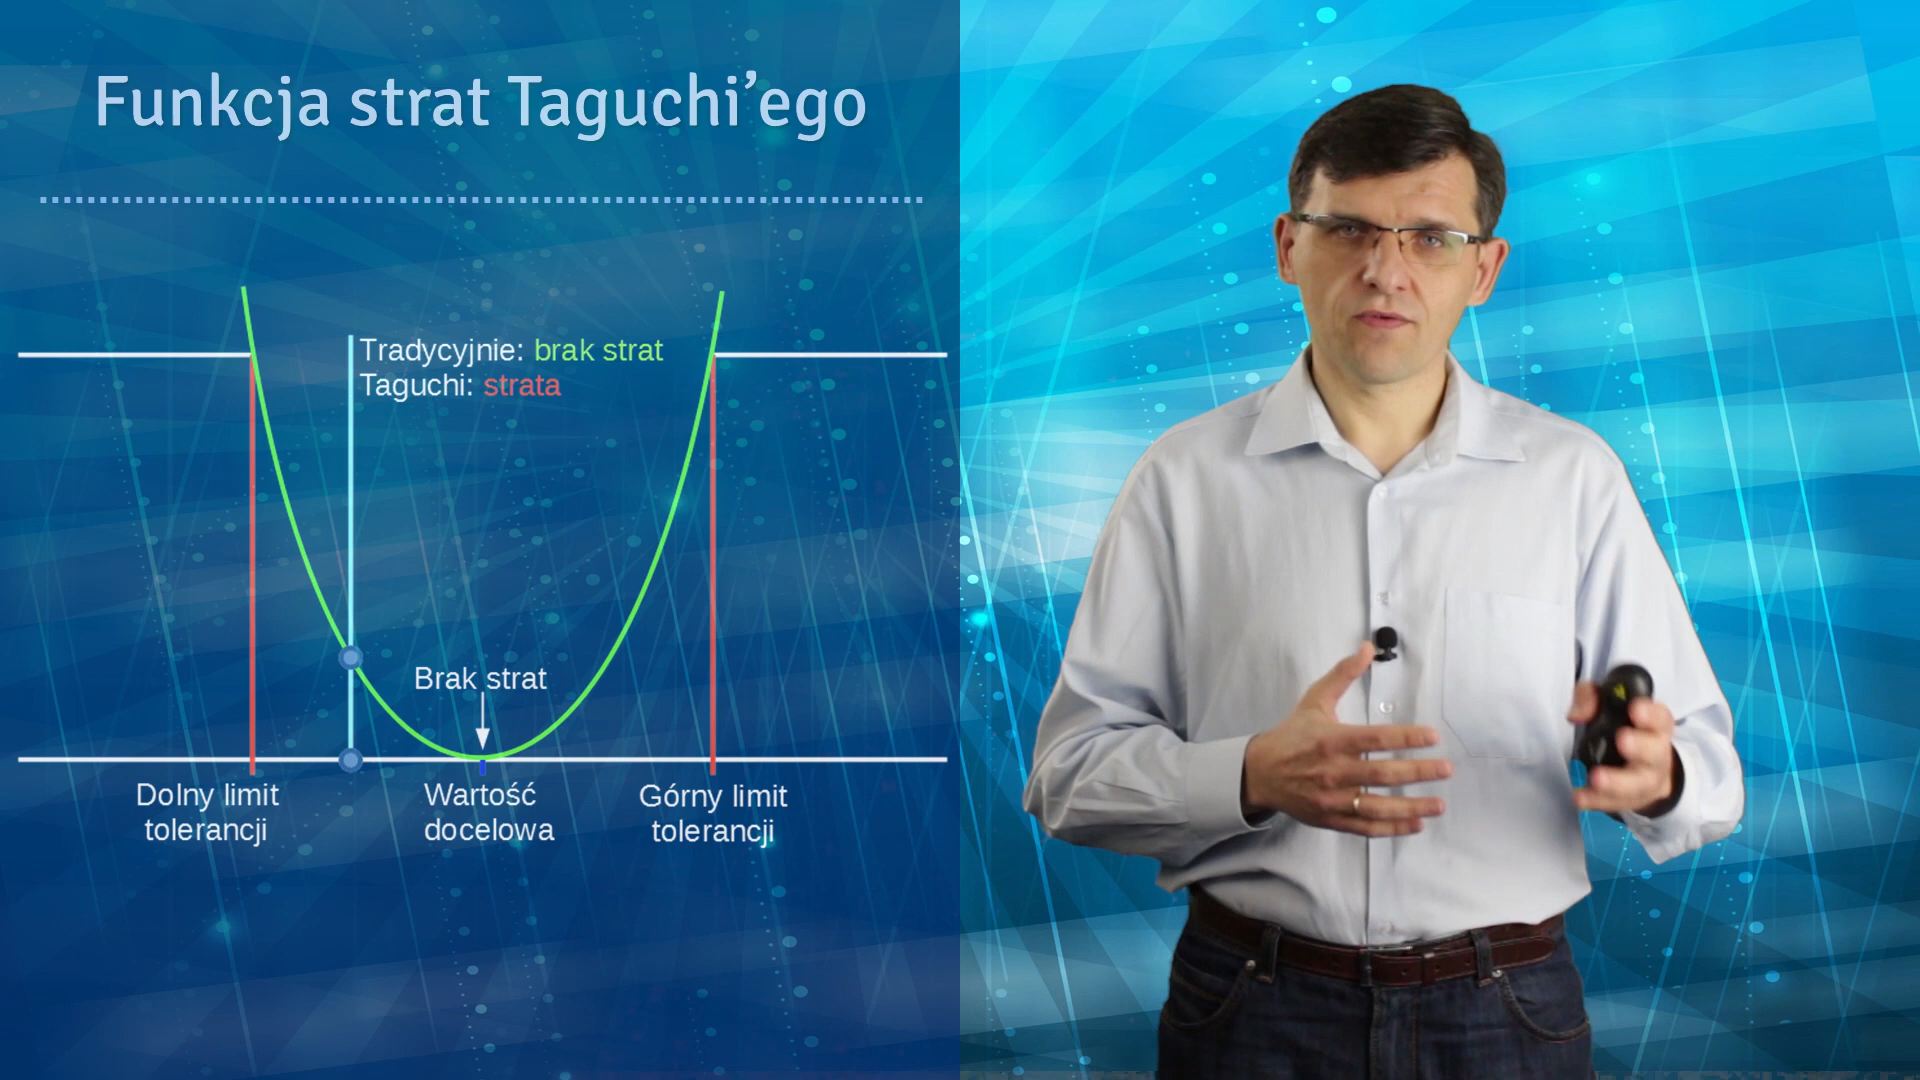 Funkcja strat Taguchi’ego
Tradycyjnie: brak strat
Taguchi: strata
Brak strat
Dolny limit
tolerancji
Wartość
docelowa
Górny limit
tolerancji